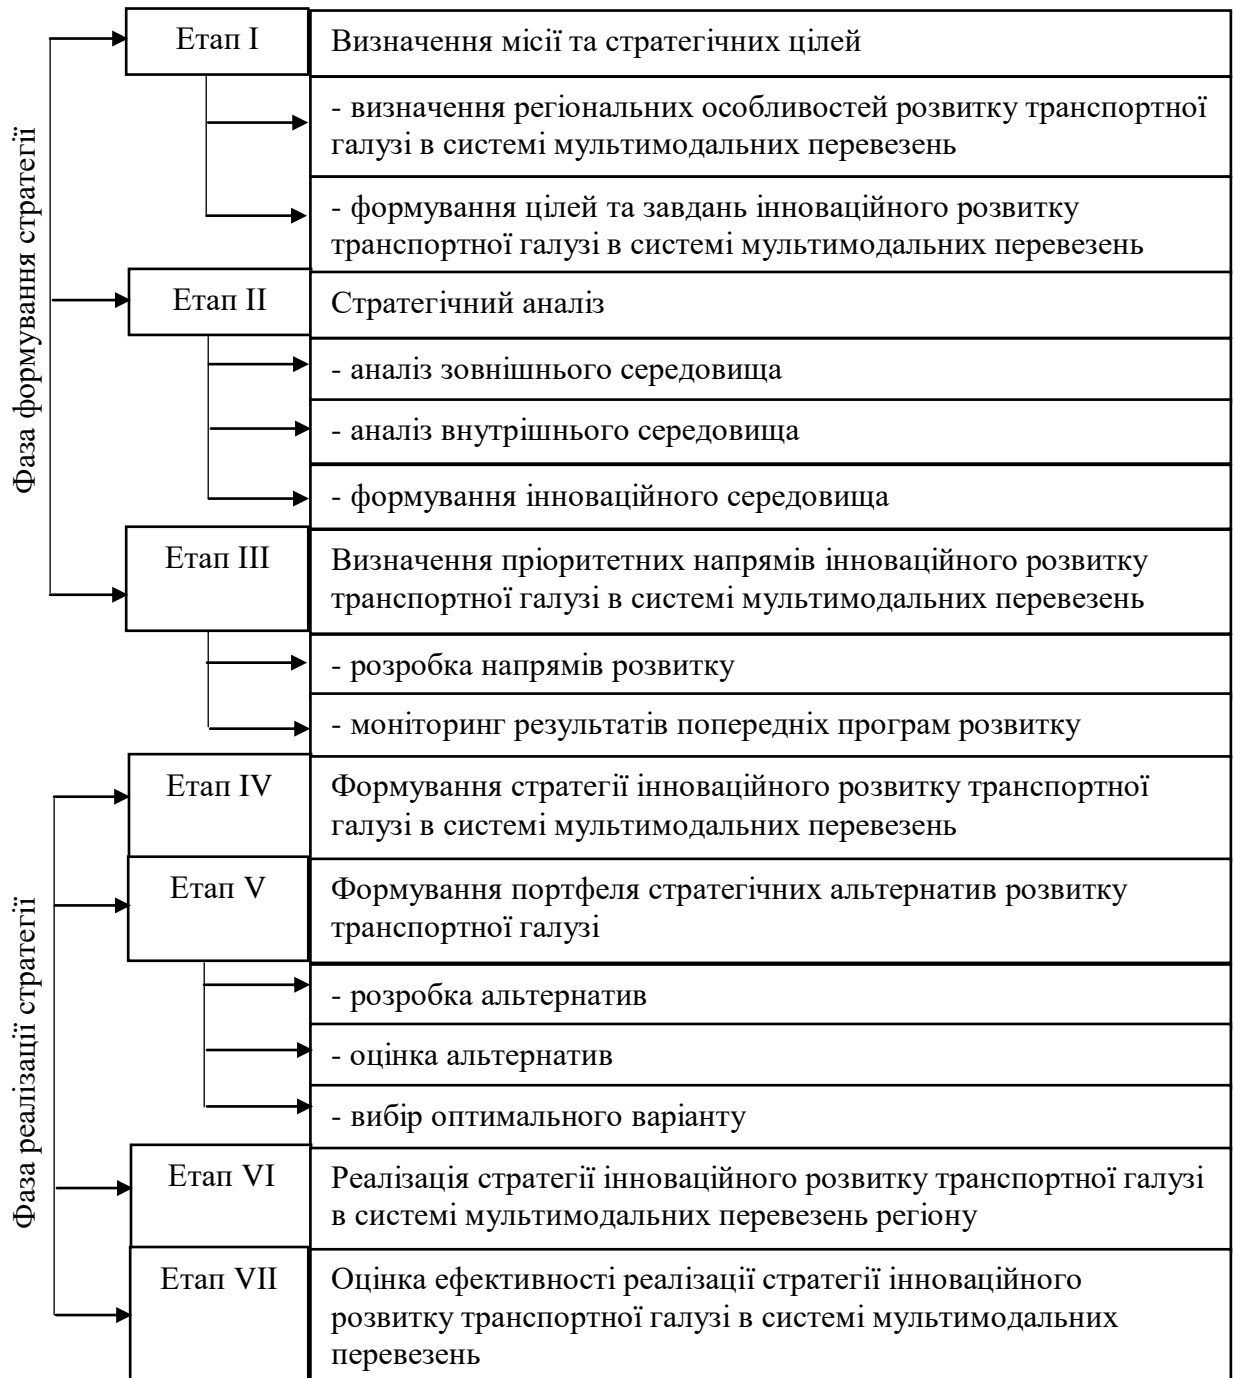 Фаза формування стратегії
Етап I
Визначення місії та стратегічних цілей
- визначення регіональних особливостей розвитку транспортної
галузі в системі мультимодальних перевезень
- формування цілей та завдань інноваційного розвитку
транспортної галузі в системі мультимодальних перевезень
Етап II
Стратегічний аналіз
- аналіз зовнішнього середовища
- аналіз внутрішнього середовища
- формування інноваційного середовища
Етап III
Визначення пріоритетних напрямів інноваційного розвитку
транспортної галузі в системі мультимодальних перевезень
- розробка напрямів розвитку
- моніторинг результатів попередніх програм розвитку
Фаза реалізації стратегії
Етап IV
Формування стратегії інноваційного розвитку транспортної
галузі в системі мультимодальних перевезень
Етап V
Формування портфеля стратегічних альтернатив розвитку
транспортної галузі
- розробка альтернатив
- оцінка альтернатив
- вибір оптимального варіанту
Етап VI
Реалізація стратегії інноваційного розвитку транспортної галузі
в системі мультимодальних перевезень регіону
Етап VII
Оцінка ефективності реалізації стратегії інноваційного
розвитку транспортної галузі в системі мультимодальних
перевезень